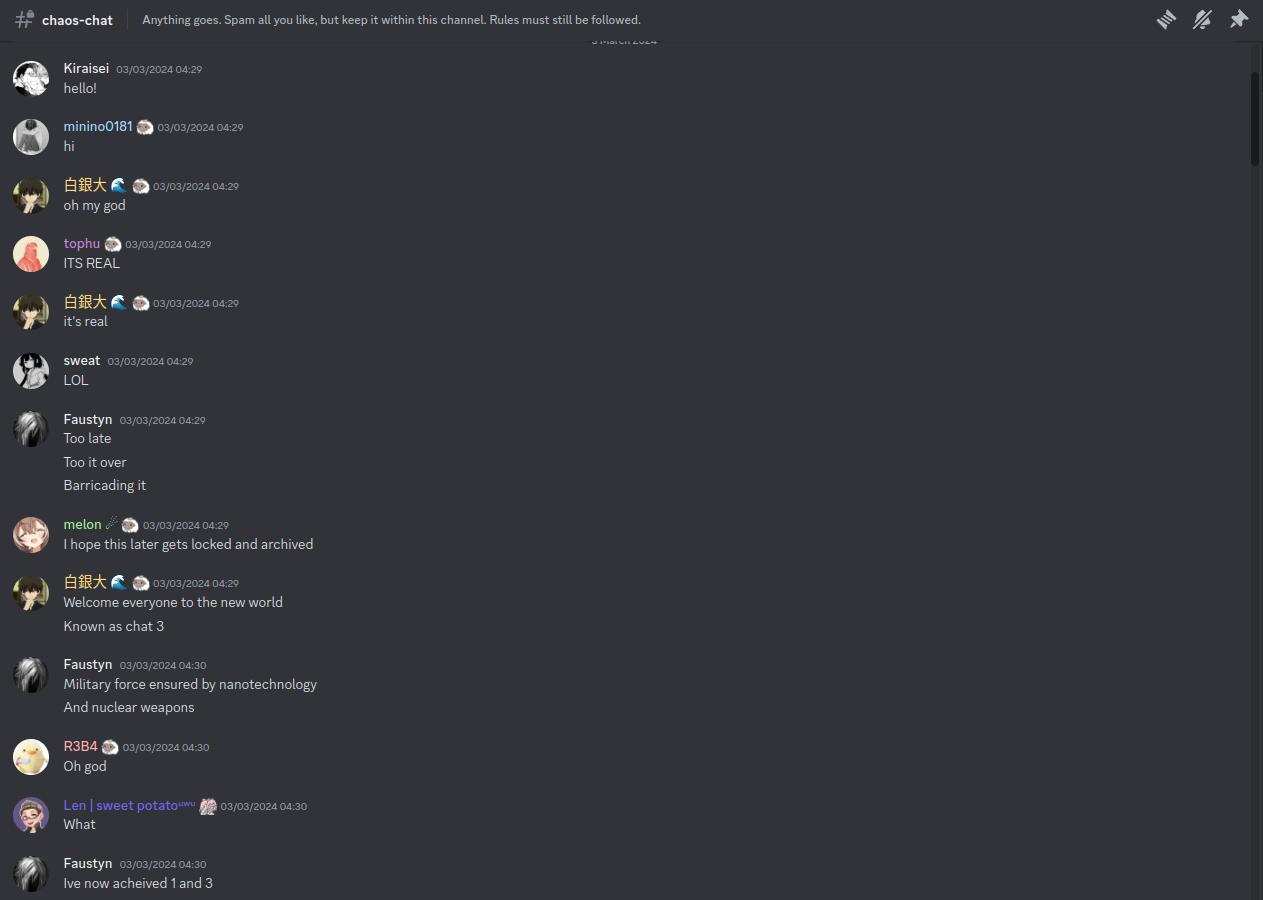 chaos-chat
Anything goes. Spam all you like, but keep it within this channel. Rules must still be followed.
3 March 2024
Kiraisei 03/03/2024 04:29
hello!
minino0181 03/03/2024 04:29
hi
白銀大 🌊 03/03/2024 04:29
oh my god
tophu 03/03/2024 04:29
ITS REAL
白銀大 🌊 03/03/2024 04:29
it's real
sweat 03/03/2024 04:29
LOL
Faustyn 03/03/2024 04:29
Too late
Too it over
Barricading it
melon ☄ 03/03/2024 04:29
I hope this later gets locked and archived
白銀大 🌊 03/03/2024 04:29
Welcome everyone to the new world
Known as chat 3
Faustyn 03/03/2024 04:30
Military force ensured by nanotechnology
And nuclear weapons
R3B4 03/03/2024 04:30
Oh god
Len | sweet potatoᵘʷᵘ 03/03/2024 04:30
What
Faustyn 03/03/2024 04:30
Ive now acheived 1 and 3